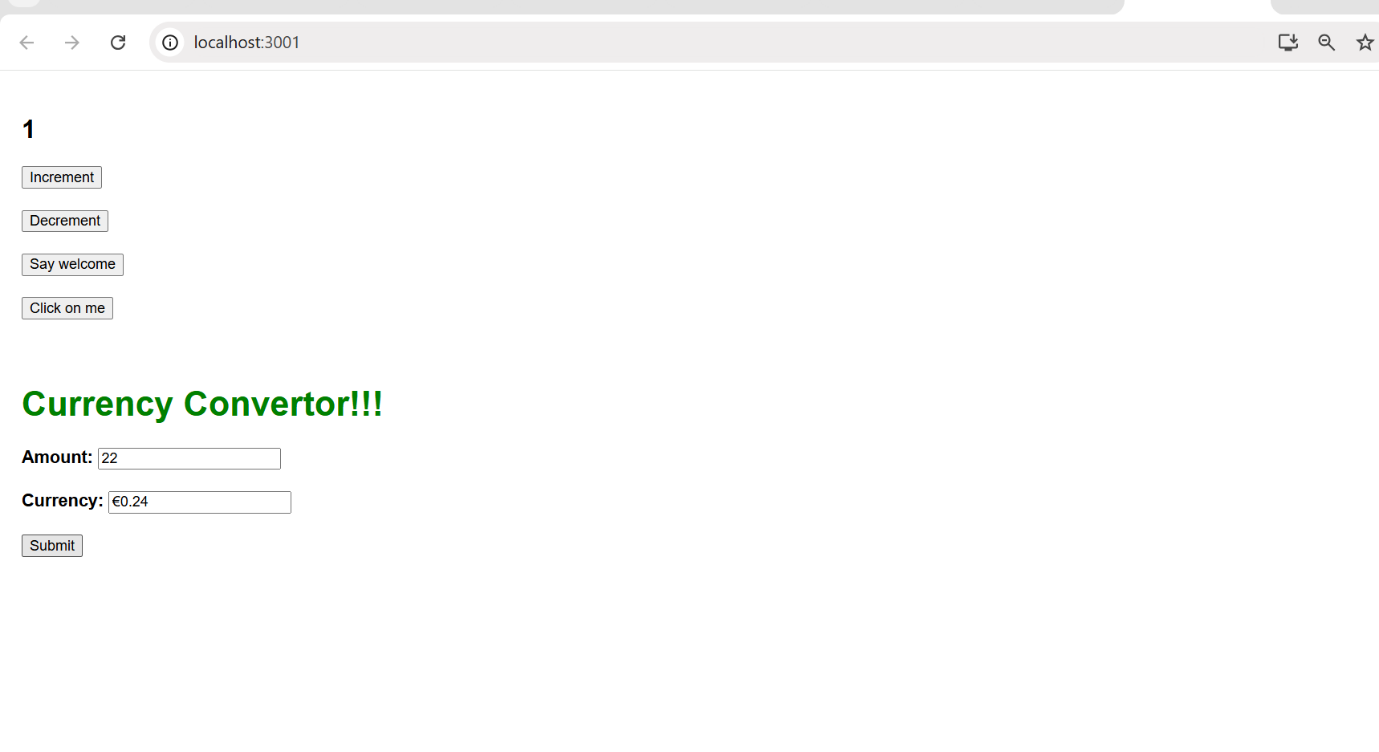 localhost:3001
1
Increment
Decrement
Say welcome
Click on me
Currency Convertor!!!
Amount: 22
Currency: €0.24
Submit